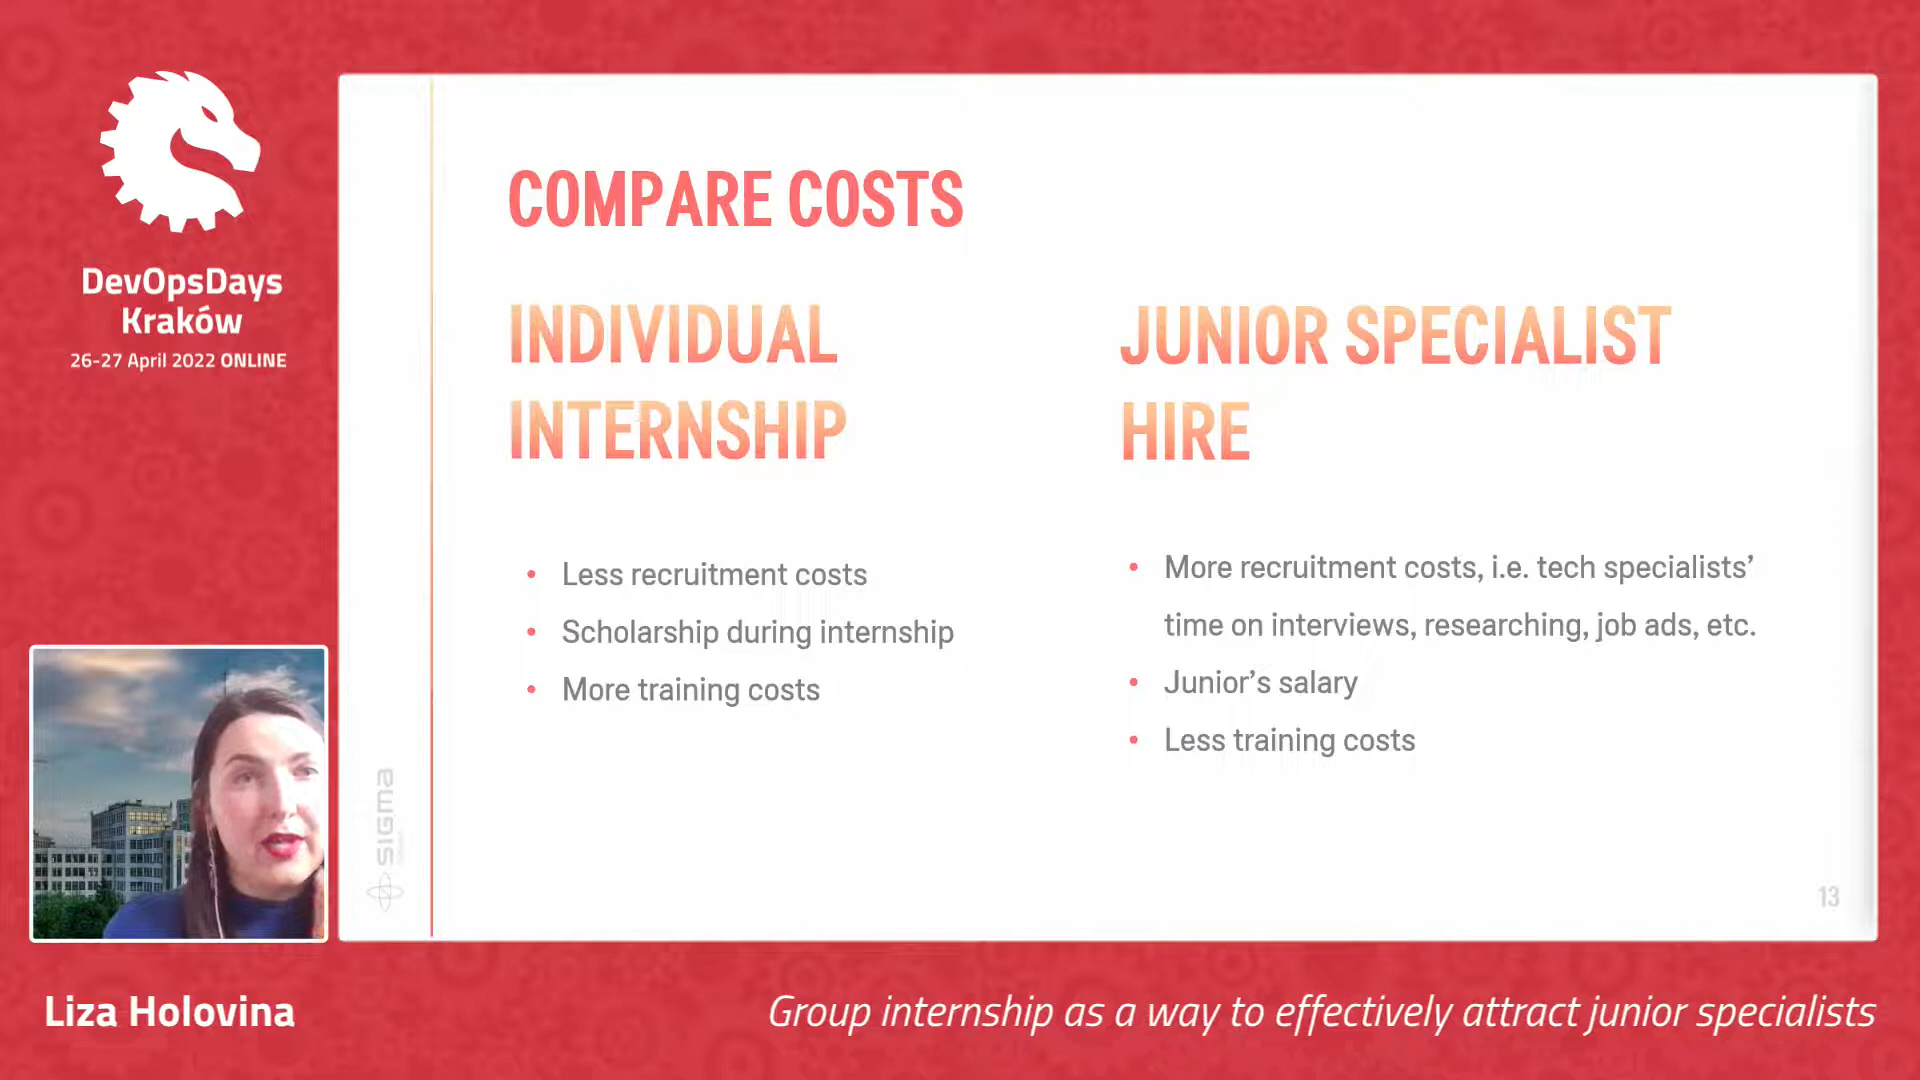 DevOpsDays
Kraków
26-27 April 2022 ONLINE
COMPARE COSTS
INDIVIDUAL
INTERNSHIP
• Less recruitment costs
• Scholarship during internship
• More training costs
JUNIOR SPECIALIST
HIRE
• More recruitment costs, i.e. tech specialists’
time on interviews, researching, job ads, etc.
• Junior’s salary
• Less training costs
SIGMA
13
Liza Holovina
Group internship as a way to effectively attract junior specialists